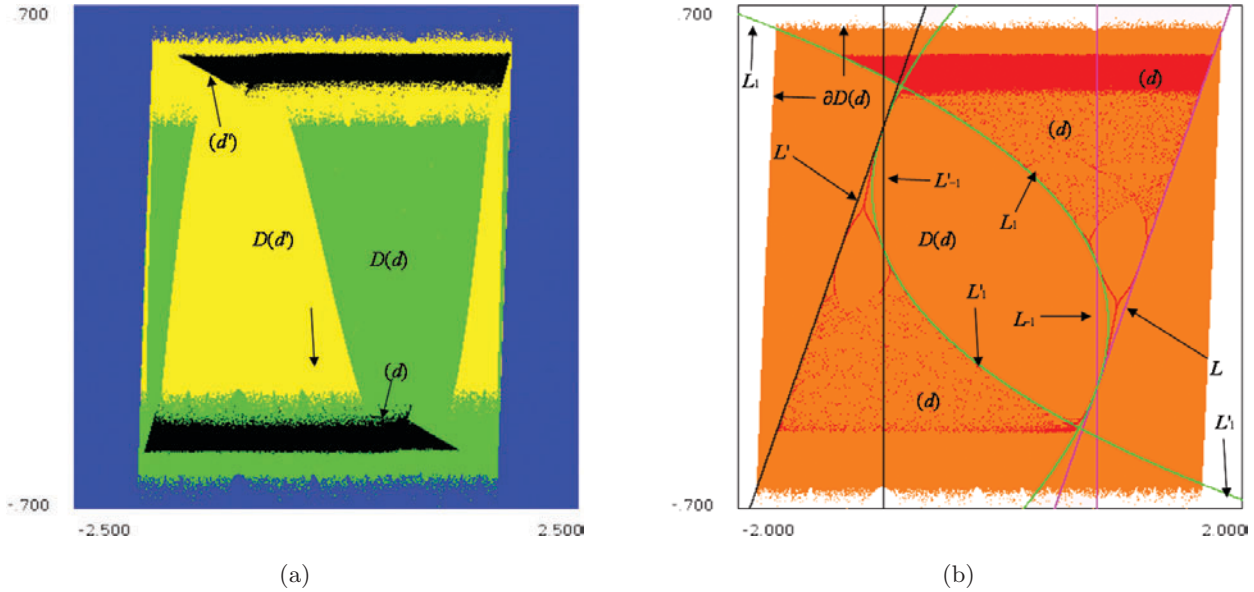 .700
(d')
D(d')
D(d)
(d)
-.700
-2.500
2.500
(a)
.700
L₁
∂D(d)
(d)
(d)
L'
L'₋₁
L₁
D(d)
L'₁
L₋₁
L
(d)
L'₁
-.700
-2.000
2.000
(b)